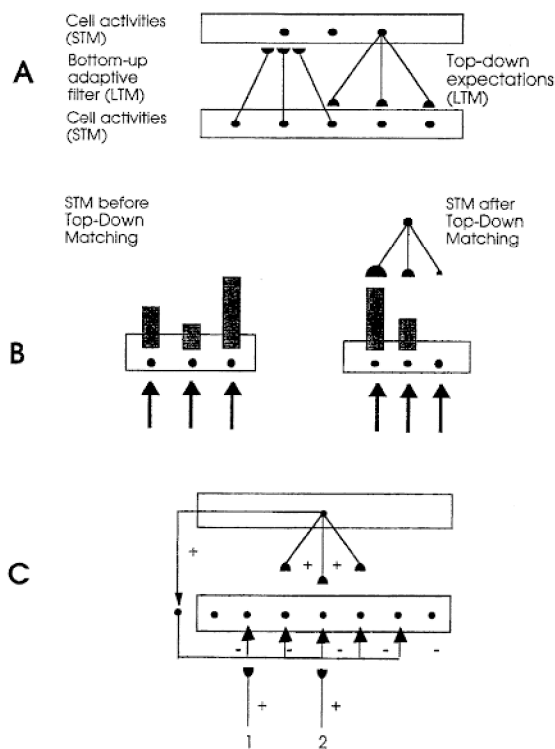 Cell activities
(STM)
Bottom-up
adaptive
filter (LTM)
Cell activities
(STM)
Top-down
expectations
(LTM)
A
STM before
Top-Down
Matching
STM after
Top-Down
Matching
B
+
+ +
C
- - - - -
+ +
1 2